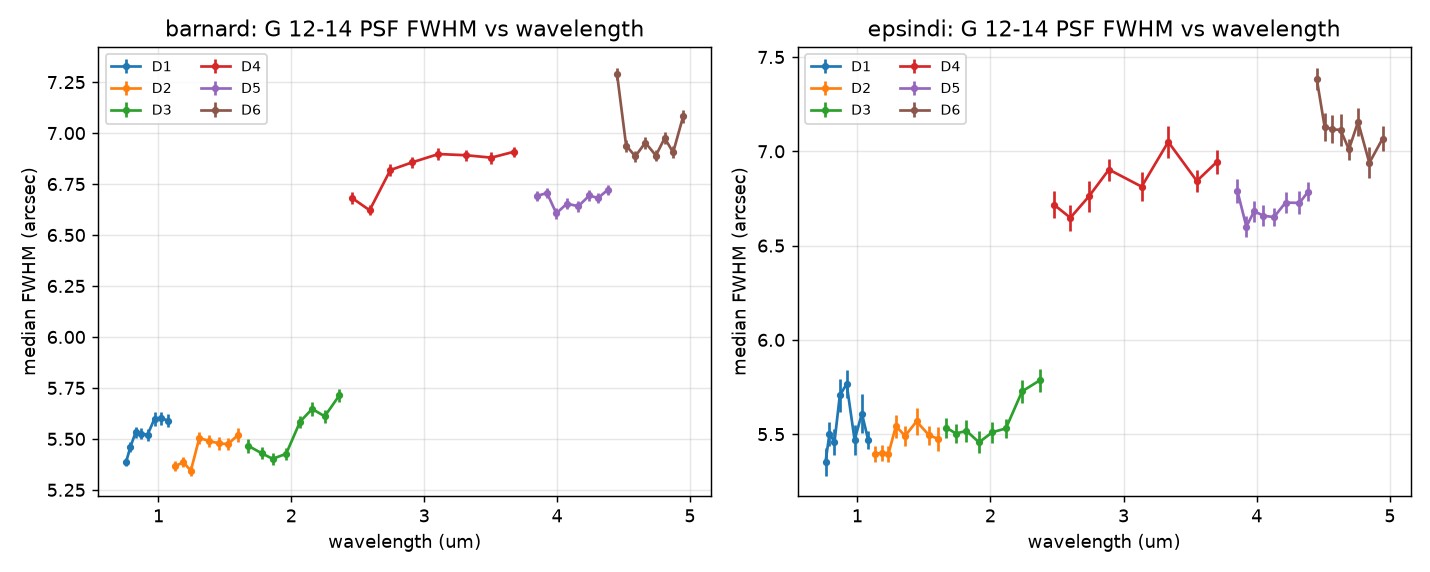 barnard: G 12-14 PSF FWHM vs wavelength
D1 D4
D2 D5
D3 D6
7.25
7.00
6.75
6.50
6.25
6.00
5.75
5.50
5.25
median FWHM (arcsec)
1 2 3 4 5
wavelength (um)
epsindi: G 12-14 PSF FWHM vs wavelength
D1 D4
D2 D5
D3 D6
7.5
7.0
6.5
6.0
5.5
median FWHM (arcsec)
1 2 3 4 5
wavelength (um)